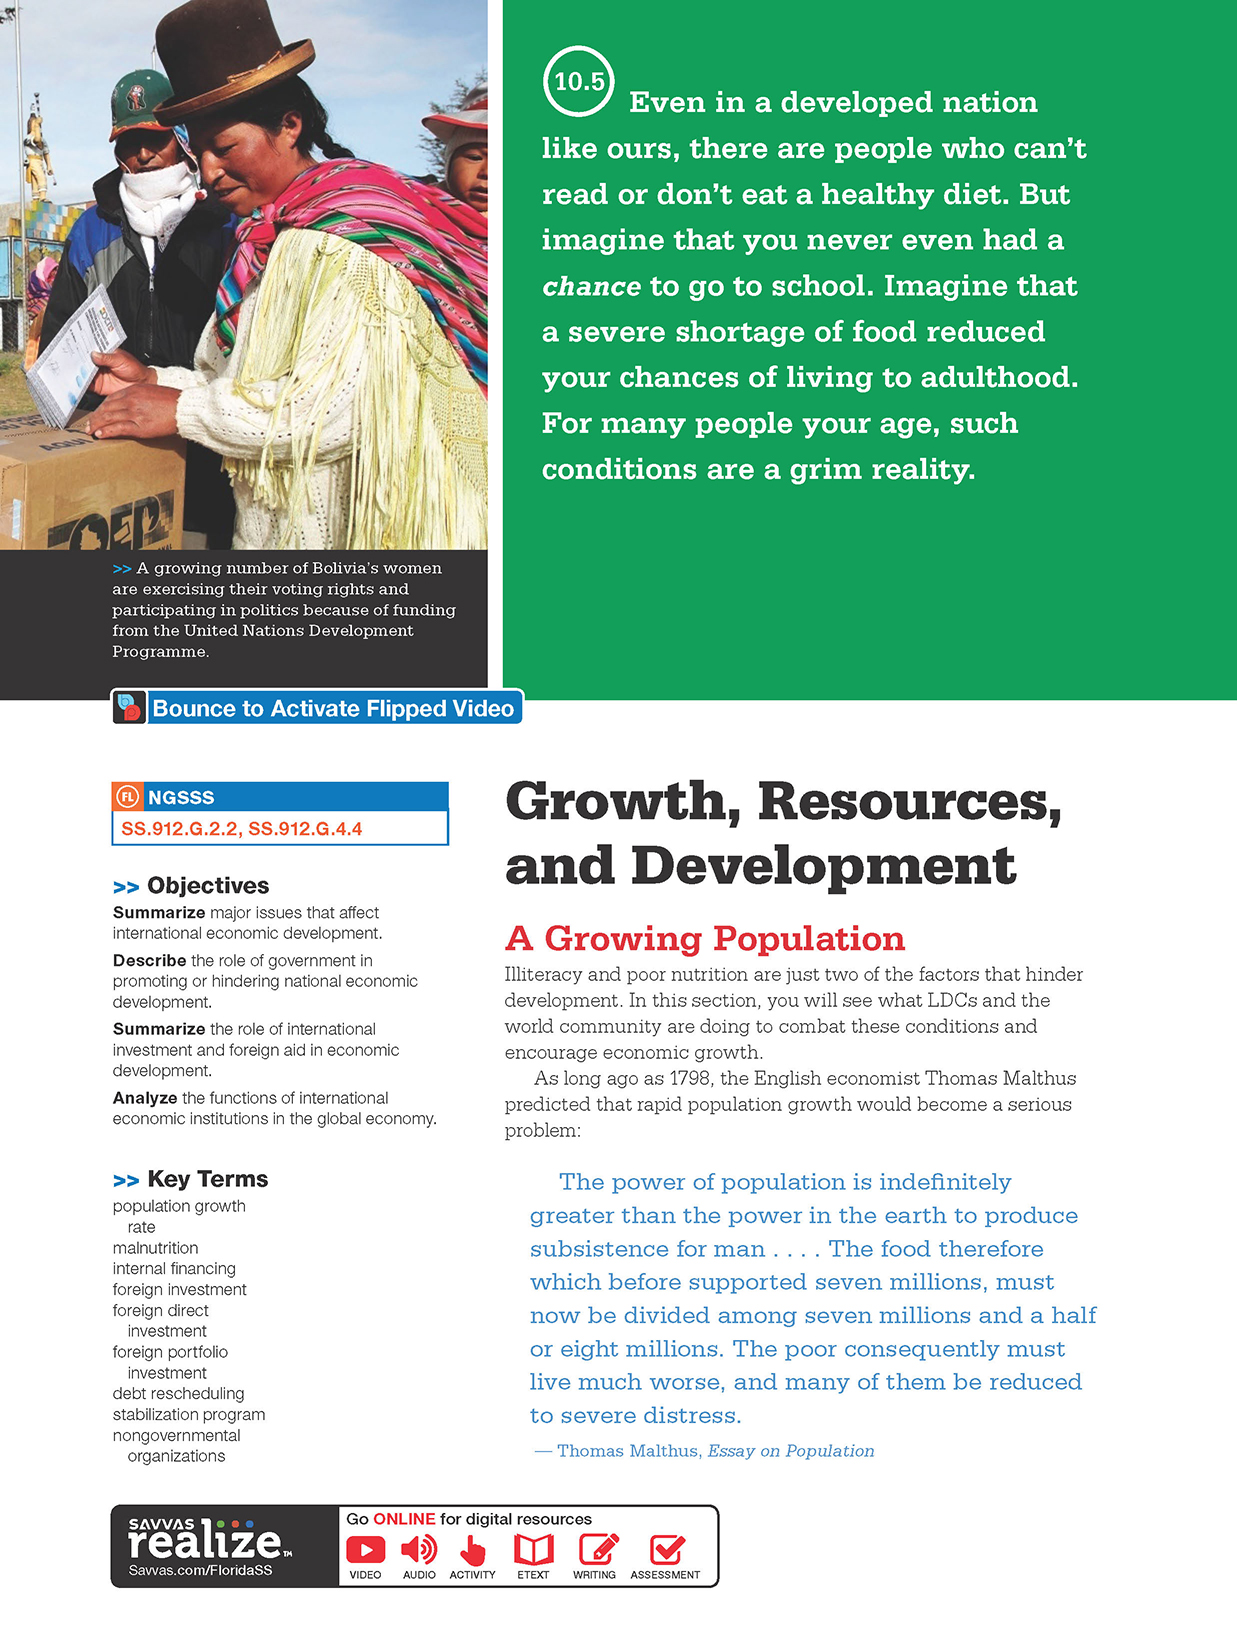 10.5 Even in a developed nation
like ours, there are people who can't
read or don't eat a healthy diet. But
imagine that you never even had a
chance to go to school. Imagine that
a severe shortage of food reduced
your chances of living to adulthood.
For many people your age, such
conditions are a grim reality.
AQUI
>> A growing number of Bolivia's women
are exercising their voting rights and
participating in politics because of funding
from the United Nations Development
Programme.
Bounce to Activate Flipped Video
FL NGSSS
SS.912.G.2.2, SS.912.G.4.4
>> Objectives
Summarize major issues that affect
international economic development.
Describe the role of government in
promoting or hindering national economic
development.
Summarize the role of international
investment and foreign aid in economic
development.
Analyze the functions of international
economic institutions in the global economy.
>> Key Terms
population growth
rate
malnutrition
internal financing
foreign investment
foreign direct
investment
foreign portfolio
investment
debt rescheduling
stabilization program
nongovernmental
organizations
Growth, Resources,
and Development
A Growing Population
Illiteracy and poor nutrition are just two of the factors that hinder
development. In this section, you will see what LDCs and the
world community are doing to combat these conditions and
encourage economic growth.
As long ago as 1798, the English economist Thomas Malthus
predicted that rapid population growth would become a serious
problem:
The power of population is indefinitely
greater than the power in the earth to produce
subsistence for man . . . . The food therefore
which before supported seven millions, must
now be divided among seven millions and a half
or eight millions. The poor consequently must
live much worse, and many of them be reduced
to severe distress.
— Thomas Malthus, Essay on Population
SAVVAS
realize™
Savvas.com/FloridaSS
Go ONLINE for digital resources
VIDEO AUDIO ACTIVITY ETEXT WRITING ASSESSMENT